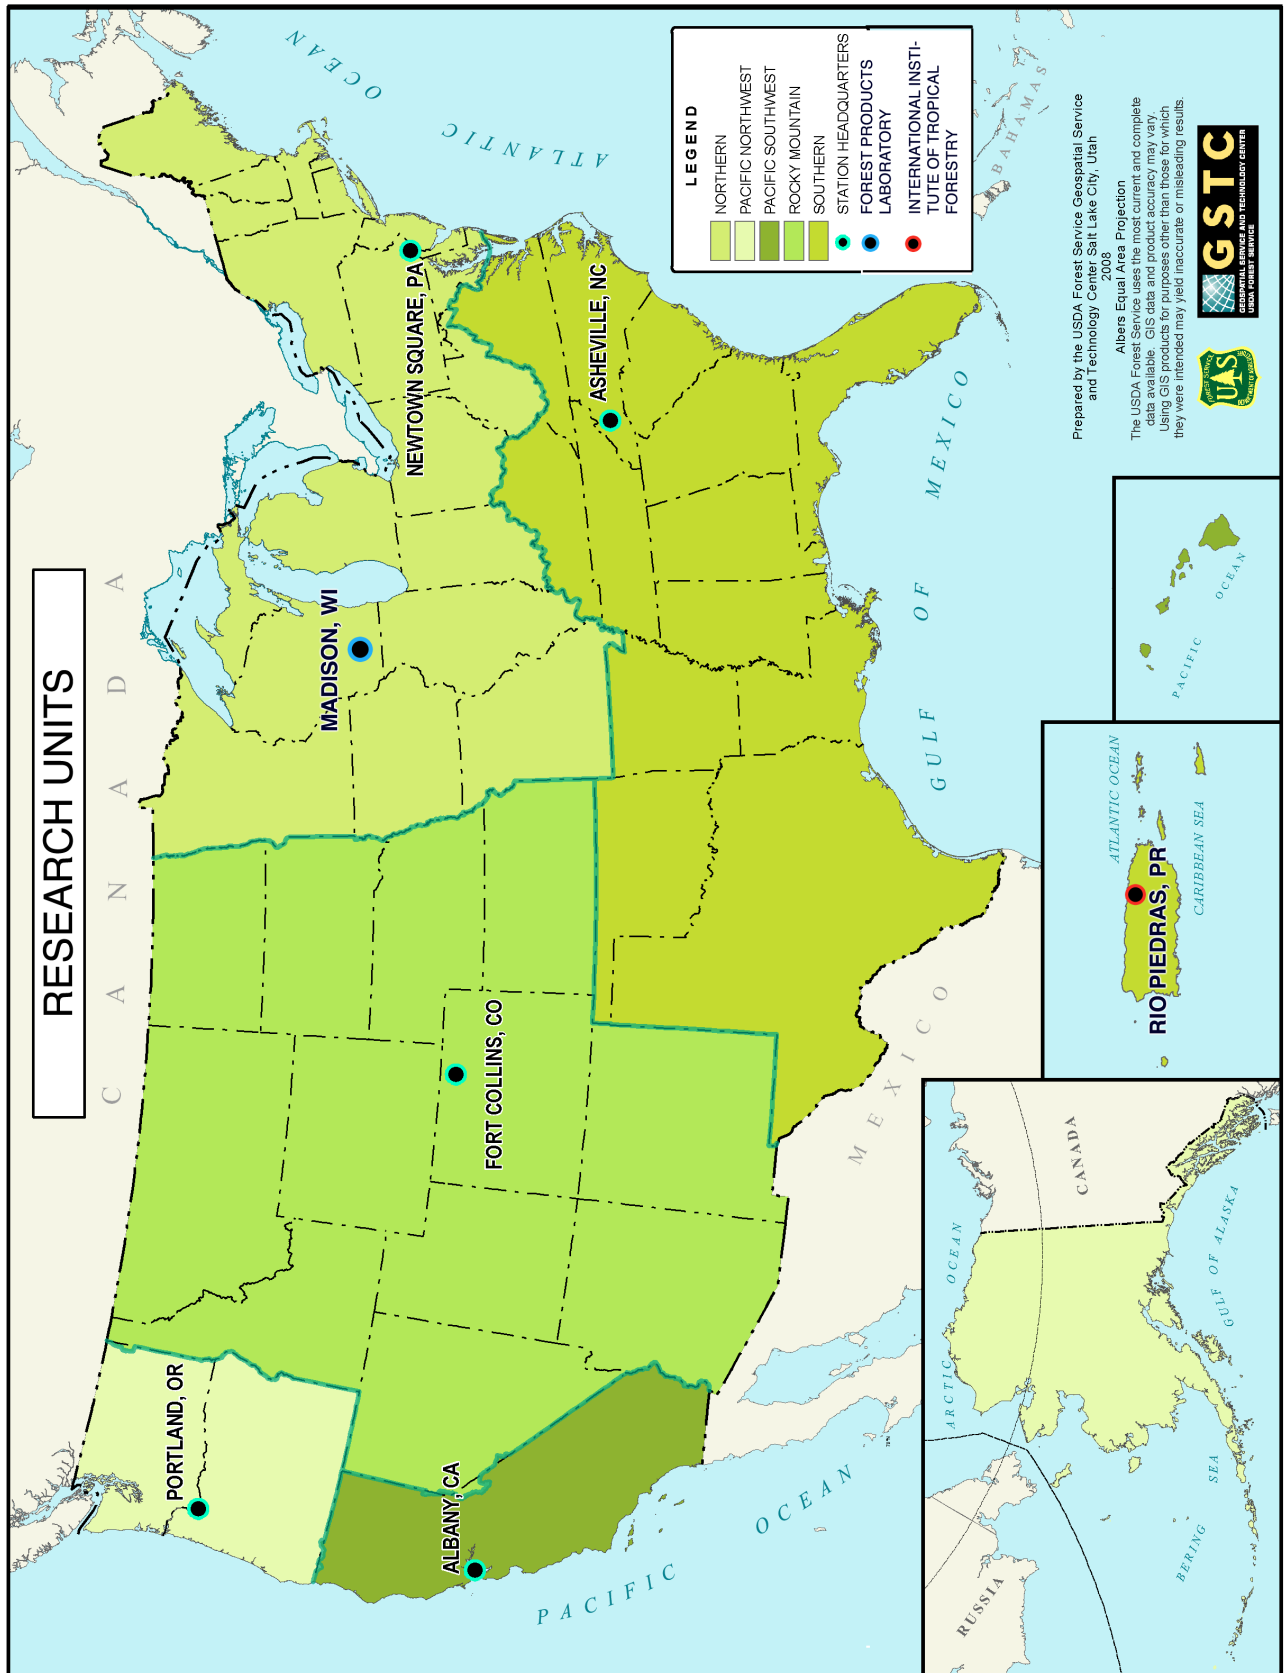 RESEARCH UNITS
CANADA
PORTLAND, OR
ALBANY, CA
FORT COLLINS, CO
MADISON, WI
NEWTOWN SQUARE, PA
ASHEVILLE, NC
PACIFIC OCEAN
MEXICO
GULF OF MEXICO
ATLANTIC OCEAN
BAHAMAS
LEGEND
NORTHERN
PACIFIC NORTHWEST
PACIFIC SOUTHWEST
ROCKY MOUNTAIN
SOUTHERN
STATION HEADQUARTERS
FOREST PRODUCTS
LABORATORY
INTERNATIONAL INSTI-
TUTE OF TROPICAL
FORESTRY
ARCTIC OCEAN
CANADA
RUSSIA
BERING SEA
GULF OF ALASKA
ATLANTIC OCEAN
RIO PIEDRAS, PR
CARIBBEAN SEA
PACIFIC OCEAN
Prepared by the USDA Forest Service Geospatial Service
and Technology Center Salt Lake City, Utah
2008
Albers Equal Area Projection
The USDA Forest Service uses the most current and complete
data available. GIS data and product accuracy may vary.
Using GIS products for purposes other than those for which
they were intended may yield inaccurate or misleading results.
FOREST SERVICE
UAS
DEPARTMENT OF AGRICULTURE
GSTC
GEOSPATIAL SERVICE AND TECHNOLOGY CENTER
USDA FOREST SERVICE